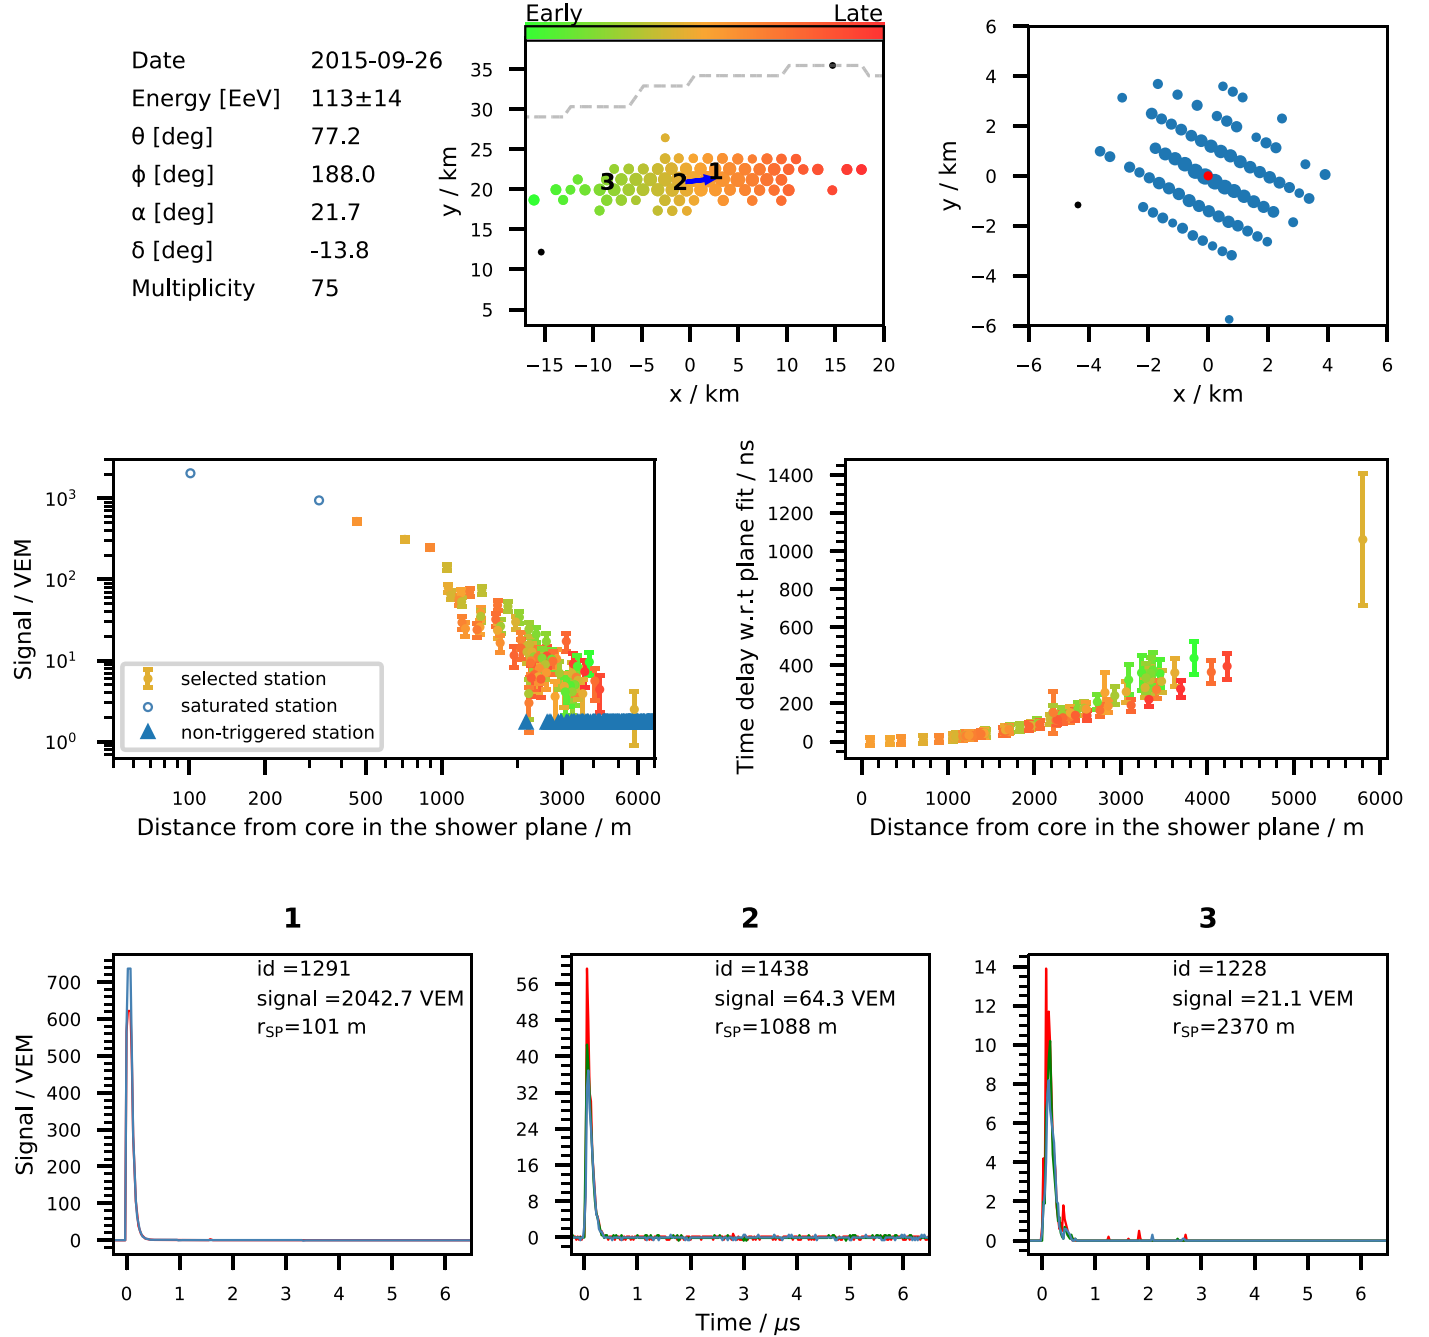 Date 2015-09-26
Energy [EeV] 113±14
θ [deg] 77.2
ϕ [deg] 188.0
α [deg] 21.7
δ [deg] -13.8
Multiplicity 75
Early Late
35
30
25
20
15
10
5
y / km
3 2 1
−15 −10 −5 0 5 10 15 20
x / km
6
4
2
0
−2
−4
−6
y / km
−6 −4 −2 0 2 4 6
x / km
10³
10²
10¹
10⁰
Signal / VEM
selected station
saturated station
non-triggered station
100 200 500 1000 3000 6000
Distance from core in the shower plane / m
1400
1200
1000
800
600
400
200
0
Time delay w.r.t plane fit / ns
0 1000 2000 3000 4000 5000 6000
Distance from core in the shower plane / m
1
id =1291
signal =2042.7 VEM
r_SP=101 m
700
600
500
400
300
200
100
0
Signal / VEM
0 1 2 3 4 5 6
2
id =1438
signal =64.3 VEM
r_SP=1088 m
56
48
40
32
24
16
8
0
0 1 2 3 4 5 6
Time / μs
3
id =1228
signal =21.1 VEM
r_SP=2370 m
14
12
10
8
6
4
2
0
0 1 2 3 4 5 6